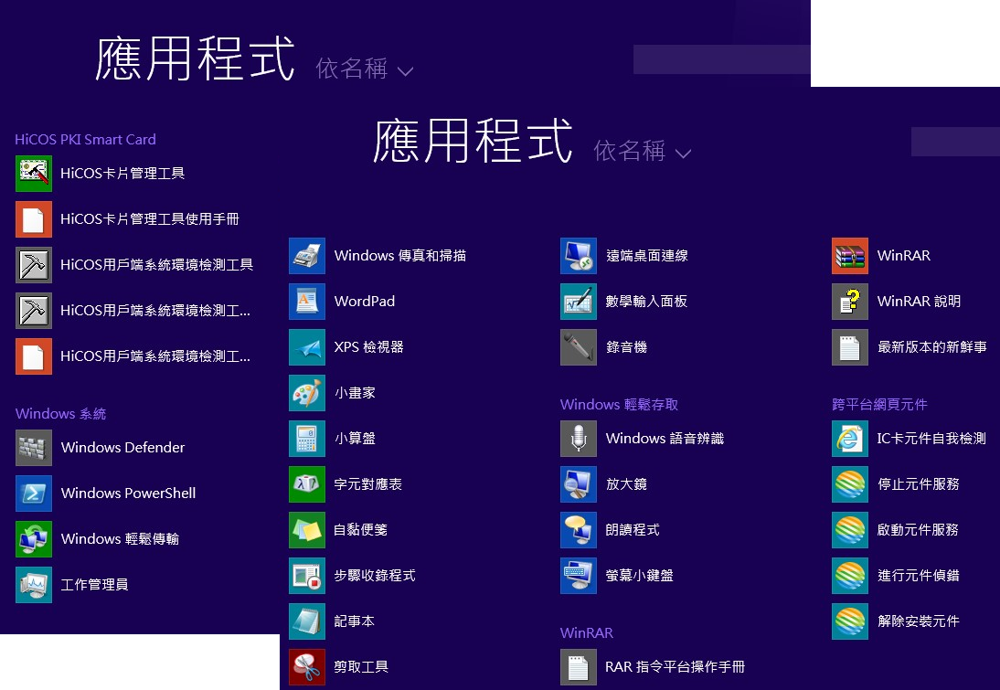 應用程式 依名稱
HiCOS PKI Smart Card
HiCOS卡片管理工具
HiCOS卡片管理工具使用手冊
HiCOS用戶端系統環境檢測工具
HiCOS用戶端系統環境檢測工...
HiCOS用戶端系統環境檢測工...
Windows 系統
Windows Defender
Windows PowerShell
Windows 輕鬆傳輸
工作管理員
應用程式 依名稱
Windows 傳真和掃描
WordPad
XPS 檢視器
小畫家
小算盤
字元對應表
自黏便箋
步驟收錄程式
記事本
剪取工具
遠端桌面連線
數學輸入面板
錄音機
Windows 輕鬆存取
Windows 語音辨識
放大鏡
朗讀程式
螢幕小鍵盤
WinRAR
RAR 指令平台操作手冊
WinRAR
WinRAR 說明
最新版本的新鮮事
跨平台網頁元件
IC卡元件自我檢測
停止元件服務
啟動元件服務
進行元件偵錯
解除安裝元件